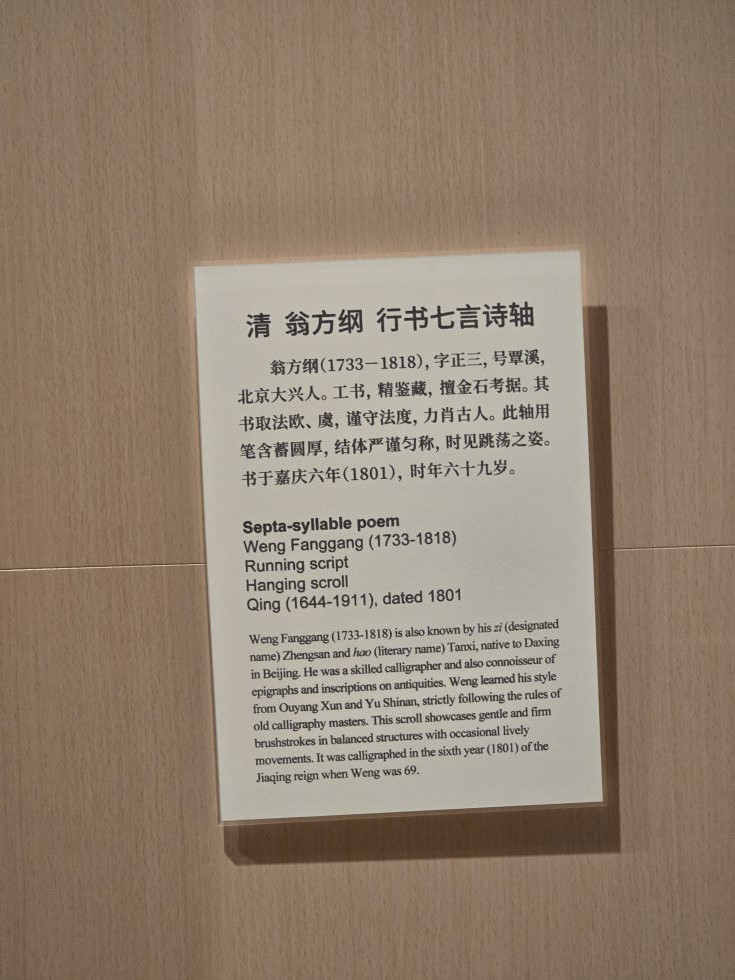 清 翁方纲 行书七言诗轴
翁方纲(1733－1818)，字正三，号覃溪，
北京大兴人。工书，精鉴藏，擅金石考据。其
书取法欧、虞，谨守法度，力肖古人。此轴用
笔含蓄圆厚，结体严谨匀称，时见跳荡之姿。
书于嘉庆六年(1801)，时年六十九岁。
Septa-syllable poem
Weng Fanggang (1733-1818)
Running script
Hanging scroll
Qing (1644-1911), dated 1801
Weng Fanggang (1733-1818) is also known by his zi (designated
name) Zhengsan and hao (literary name) Tanxi, native to Daxing
in Beijing. He was a skilled calligrapher and also connoisseur of
epigraphs and inscriptions on antiquities. Weng learned his style
from Ouyang Xun and Yu Shinan, strictly following the rules of
old calligraphy masters. This scroll showcases gentle and firm
brushstrokes in balanced structures with occasional lively
movements. It was calligraphed in the sixth year (1801) of the
Jiaqing reign when Weng was 69.